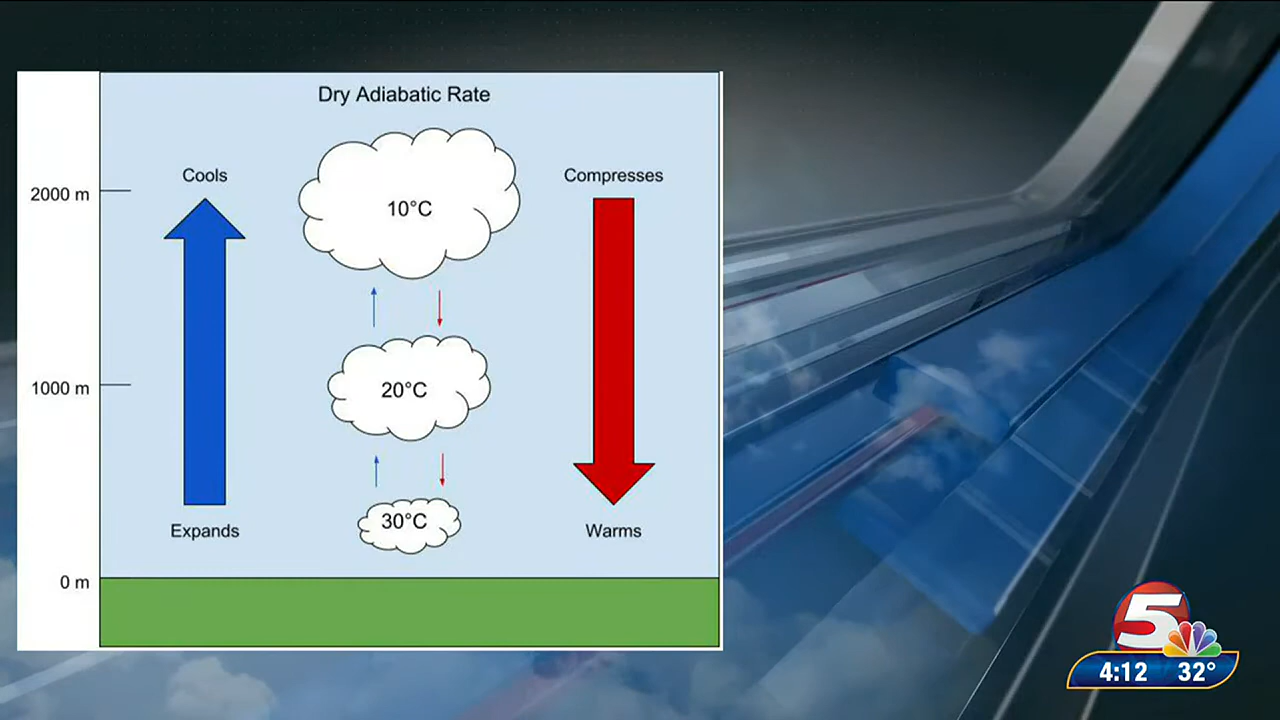 Dry Adiabatic Rate
Cools
Compresses
2000 m
10°C
1000 m
20°C
30°C
Expands
Warms
0 m
5
4:12 32°